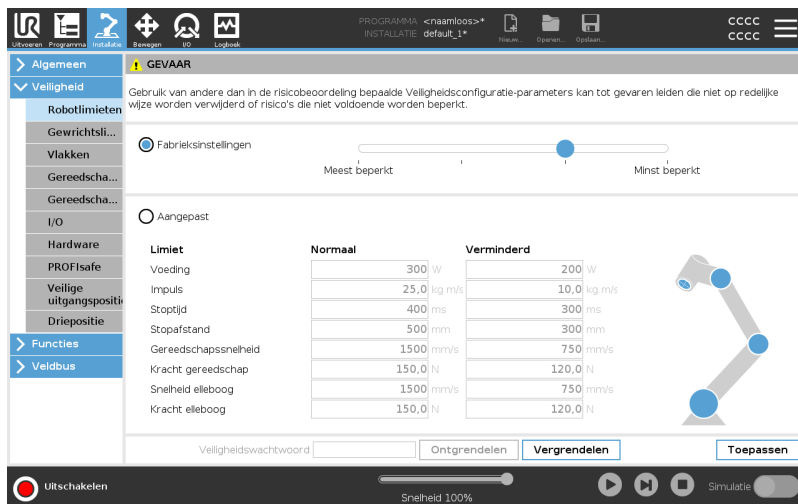 PROGRAMMA <naamloos>*
INSTALLATIE default_1*
cccc
cccc
Uitvoeren Programma Installatie Bewegen I/O Logboek Nieuw... Openen... Opslaan...
Algemeen
Veiligheid
Robotlimieten
Gewrichtsli...
Vlakken
Gereedscha...
Gereedscha...
I/O
Hardware
PROFIsafe
Veilige
uitgangspositi
Driepositie
Functies
Veldbus
GEVAAR
Gebruik van andere dan in de risicobeoordeling bepaalde Veiligheidsconfiguratie-parameters kan tot gevaren leiden die niet op redelijke
wijze worden verwijderd of risico's die niet voldoende worden beperkt.
Fabrieksinstellingen
Meest beperkt Minst beperkt
Aangepast
Limiet Normaal Verminderd
Voeding 300 W 200 W
Impuls 25,0 kg m/s 10,0 kg m/s
Stoptijd 400 ms 300 ms
Stopafstand 500 mm 300 mm
Gereedschapssnelheid 1500 mm/s 750 mm/s
Kracht gereedschap 150,0 N 120,0 N
Snelheid elleboog 1500 mm/s 750 mm/s
Kracht elleboog 150,0 N 120,0 N
Veiligheidswachtwoord Ontgrendelen Vergrendelen Toepassen
Uitschakelen
Snelheid 100%
Simulatie